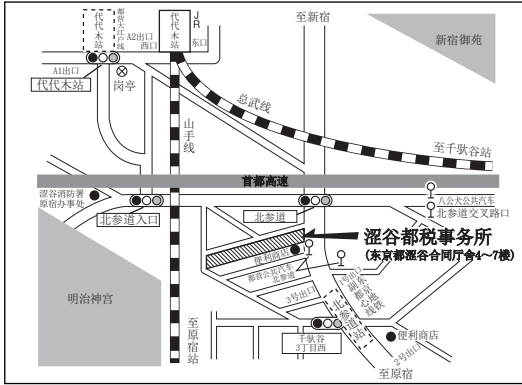 代代木站
都营大江户线
A2出口
西口
代代木站
JR
东口
至新宿
新宿御苑
A1出口
代代木站
岗亭
总武线
山手线
至千驮谷站
首都高速
涩谷消防署
原宿办事处
北参道入口
北参道
八公犬公共汽车
北参道交叉路口
涩谷都税事务所
(东京都涩谷合同厅舍4~7楼)
便利商店
都营公共汽车
北参道
明治神宫
1号出口
副都心线
东京地铁
3号出口
北参道站
至原宿站
千驮谷
3丁目西
便利商店
2号出口
至原宿